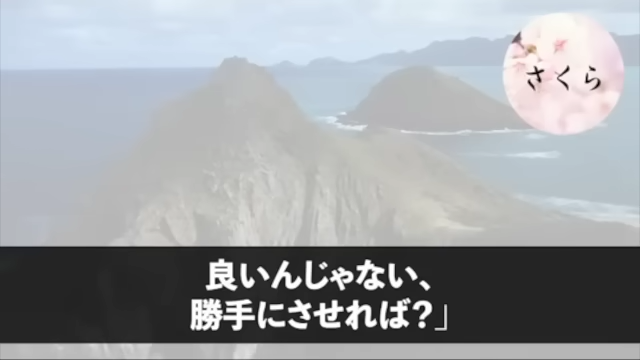 さくら
良いんじゃない、
勝手にさせれば?」